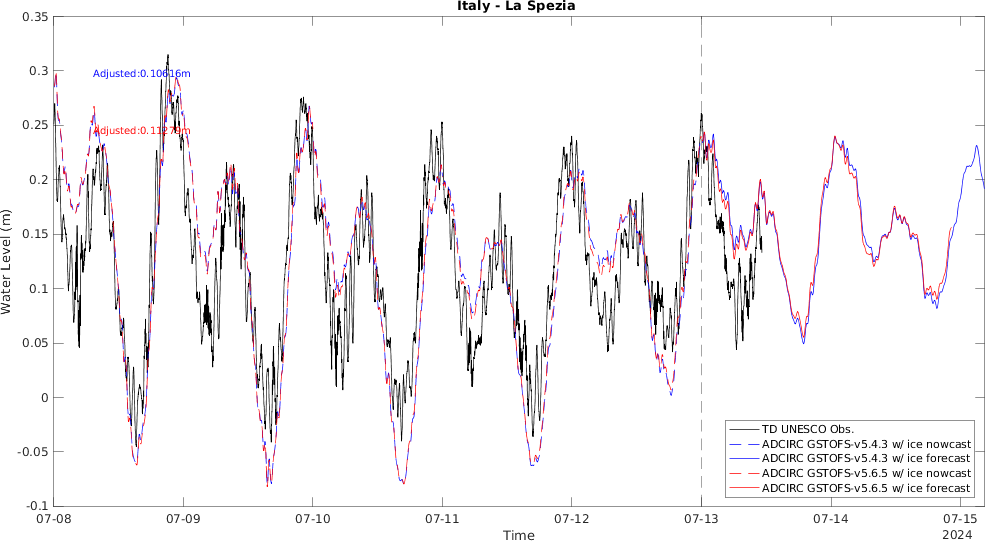 Italy - La Spezia
0.35
0.3
0.25
0.2
0.15
0.1
0.05
0
-0.05
-0.1
Water Level (m)
Adjusted:0.10616m
Adjusted:0.11279m
TD UNESCO Obs.
ADCIRC GSTOFS-v5.4.3 w/ ice nowcast
ADCIRC GSTOFS-v5.4.3 w/ ice forecast
ADCIRC GSTOFS-v5.6.5 w/ ice nowcast
ADCIRC GSTOFS-v5.6.5 w/ ice forecast
07-08 07-09 07-10 07-11 07-12 07-13 07-14 07-15
Time
2024